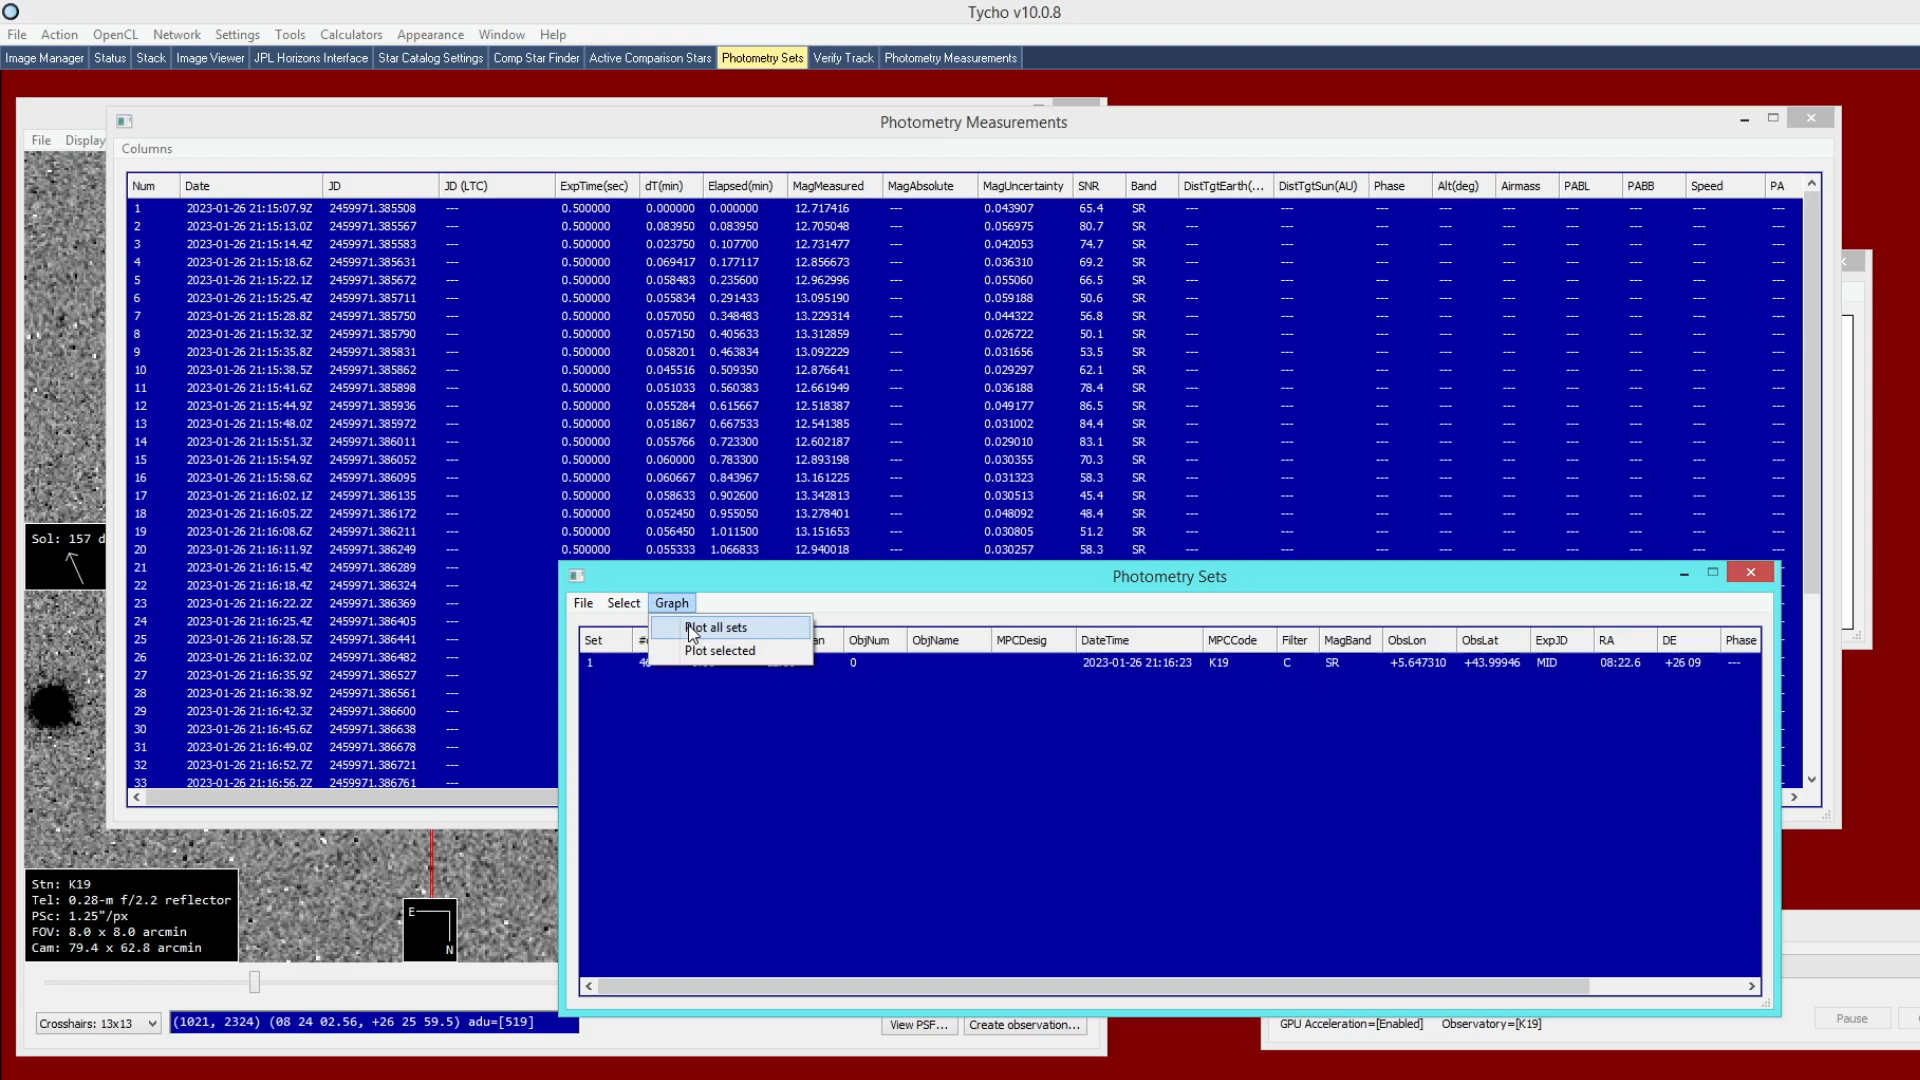 Tycho v10.0.8
File Action OpenCL Network Settings Tools Calculators Appearance Window Help
Image Manager Status Stack Image Viewer JPL Horizons Interface Star Catalog Settings Comp Star Finder Active Comparison Stars Photometry Sets Verify Track Photometry Measurements
Photometry Measurements
File Display
Columns
Num Date JD JD (LTC) ExpTime(sec) dT(min) Elapsed(min) MagMeasured MagAbsolute MagUncertainty SNR Band DistTgtEarth(... DistTgtSun(AU) Phase Alt(deg) Airmass PABL PABB Speed PA
1 2023-01-26 21:15:07.9Z 2459971.385508 --- 0.500000 0.000000 0.000000 12.717416 --- 0.043907 65.4 SR --- --- --- --- --- --- --- --- ---
2 2023-01-26 21:15:13.0Z 2459971.385567 --- 0.500000 0.083950 0.083950 12.705048 --- 0.056975 80.7 SR --- --- --- --- --- --- --- --- ---
3 2023-01-26 21:15:14.4Z 2459971.385583 --- 0.500000 0.023750 0.107700 12.731477 --- 0.042053 74.7 SR --- --- --- --- --- --- --- --- ---
4 2023-01-26 21:15:18.6Z 2459971.385631 --- 0.500000 0.069417 0.177117 12.856673 --- 0.036310 69.2 SR --- --- --- --- --- --- --- --- ---
5 2023-01-26 21:15:22.1Z 2459971.385672 --- 0.500000 0.058483 0.235600 12.962996 --- 0.055060 66.5 SR --- --- --- --- --- --- --- --- ---
6 2023-01-26 21:15:25.4Z 2459971.385711 --- 0.500000 0.055834 0.291433 13.095190 --- 0.059188 50.6 SR --- --- --- --- --- --- --- --- ---
7 2023-01-26 21:15:28.8Z 2459971.385750 --- 0.500000 0.057050 0.348483 13.229314 --- 0.044322 56.8 SR --- --- --- --- --- --- --- --- ---
8 2023-01-26 21:15:32.3Z 2459971.385790 --- 0.500000 0.057150 0.405633 13.312859 --- 0.026722 50.1 SR --- --- --- --- --- --- --- --- ---
9 2023-01-26 21:15:35.8Z 2459971.385831 --- 0.500000 0.058201 0.463834 13.092229 --- 0.031656 53.5 SR --- --- --- --- --- --- --- --- ---
10 2023-01-26 21:15:38.5Z 2459971.385862 --- 0.500000 0.045516 0.509350 12.876641 --- 0.029297 62.1 SR --- --- --- --- --- --- --- --- ---
11 2023-01-26 21:15:41.6Z 2459971.385898 --- 0.500000 0.051033 0.560383 12.661949 --- 0.036188 78.4 SR --- --- --- --- --- --- --- --- ---
12 2023-01-26 21:15:44.9Z 2459971.385936 --- 0.500000 0.055284 0.615667 12.518387 --- 0.049177 86.5 SR --- --- --- --- --- --- --- --- ---
13 2023-01-26 21:15:48.0Z 2459971.385972 --- 0.500000 0.051867 0.667533 12.541385 --- 0.031002 84.4 SR --- --- --- --- --- --- --- --- ---
14 2023-01-26 21:15:51.3Z 2459971.386011 --- 0.500000 0.055766 0.723300 12.602187 --- 0.029010 83.1 SR --- --- --- --- --- --- --- --- ---
15 2023-01-26 21:15:54.9Z 2459971.386052 --- 0.500000 0.060000 0.783300 12.893198 --- 0.030355 70.3 SR --- --- --- --- --- --- --- --- ---
16 2023-01-26 21:15:58.6Z 2459971.386095 --- 0.500000 0.060667 0.843967 13.161225 --- 0.031323 58.3 SR --- --- --- --- --- --- --- --- ---
17 2023-01-26 21:16:02.1Z 2459971.386135 --- 0.500000 0.058633 0.902600 13.342813 --- 0.030513 45.4 SR --- --- --- --- --- --- --- --- ---
18 2023-01-26 21:16:05.2Z 2459971.386172 --- 0.500000 0.052450 0.955050 13.278401 --- 0.048092 48.4 SR --- --- --- --- --- --- --- --- ---
19 2023-01-26 21:16:08.6Z 2459971.386211 --- 0.500000 0.056450 1.011500 13.151653 --- 0.030805 51.2 SR --- --- --- --- --- --- --- --- ---
20 2023-01-26 21:16:11.9Z 2459971.386249 --- 0.500000 0.055333 1.066833 12.940018 --- 0.030257 58.3 SR --- --- --- --- --- --- --- --- ---
21 2023-01-26 21:16:15.4Z 2459971.386289 ---
22 2023-01-26 21:16:18.4Z 2459971.386324 ---
23 2023-01-26 21:16:22.2Z 2459971.386369 ---
24 2023-01-26 21:16:25.4Z 2459971.386405 ---
25 2023-01-26 21:16:28.5Z 2459971.386441 ---
26 2023-01-26 21:16:32.0Z 2459971.386482 ---
27 2023-01-26 21:16:35.9Z 2459971.386527 ---
28 2023-01-26 21:16:38.9Z 2459971.386561 ---
29 2023-01-26 21:16:42.3Z 2459971.386600 ---
30 2023-01-26 21:16:45.6Z 2459971.386638 ---
31 2023-01-26 21:16:49.0Z 2459971.386678 ---
32 2023-01-26 21:16:52.7Z 2459971.386721 ---
33 2023-01-26 21:16:56.2Z 2459971.386761 ---
Sol: 157 d
Photometry Sets
File Select Graph
Plot all sets
Plot selected
Set ObjNum ObjName MPCDesig DateTime MPCCode Filter MagBand ObsLon ObsLat ExpJD RA DE Phase
1 0 2023-01-26 21:16:23 K19 C SR +5.647310 +43.99946 MID 08:22.6 +26 09 ---
Stn: K19
Tel: 0.28-m f/2.2 reflector
PSc: 1.25"/px
FOV: 8.0 x 8.0 arcmin
Cam: 79.4 x 62.8 arcmin
E
N
Crosshairs: 13x13 (1021, 2324) (08 24 02.56, +26 25 59.5) adu=[519] View PSF... Create observation...
GPU Acceleration=[Enabled] Observatory=[K19] Pause